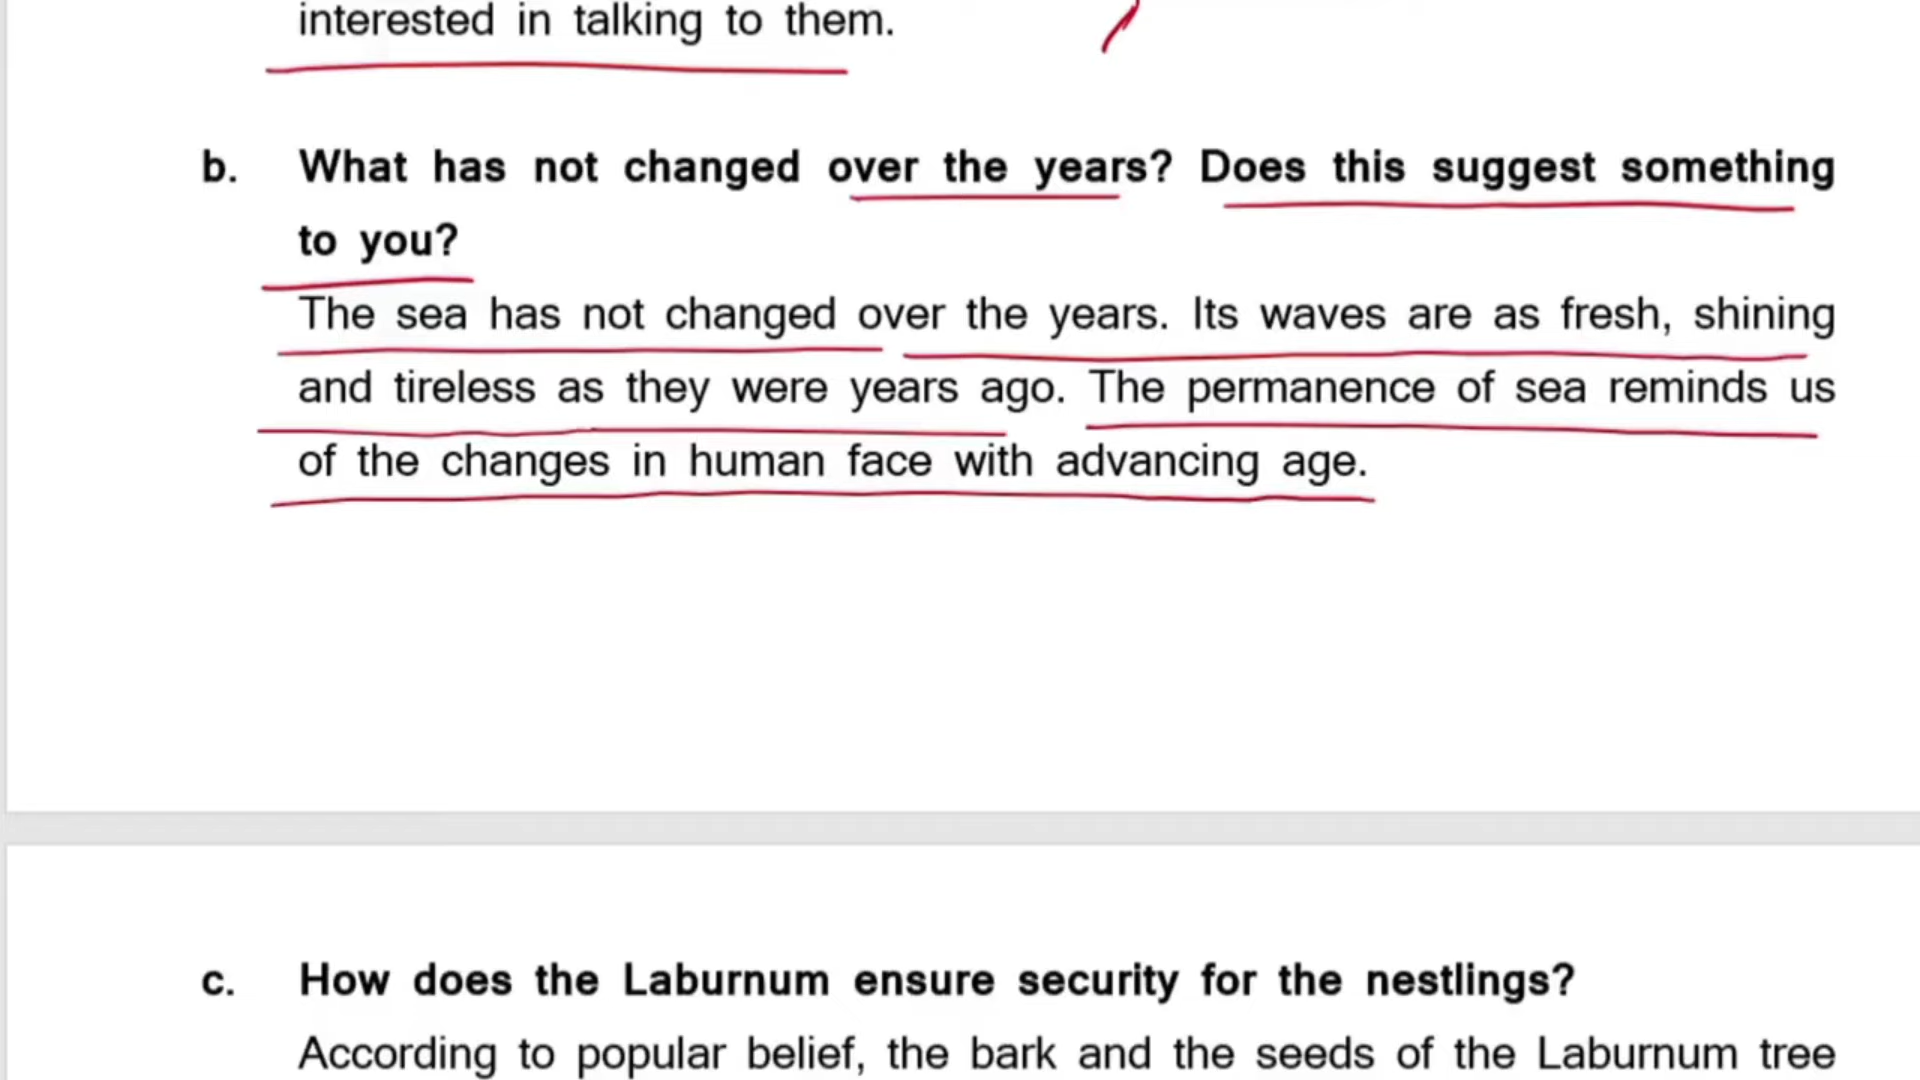 interested in talking to them.
b. What has not changed over the years? Does this suggest something
to you?
The sea has not changed over the years. Its waves are as fresh, shining
and tireless as they were years ago. The permanence of sea reminds us
of the changes in human face with advancing age.
c. How does the Laburnum ensure security for the nestlings?
According to popular belief, the bark and the seeds of the Laburnum tree